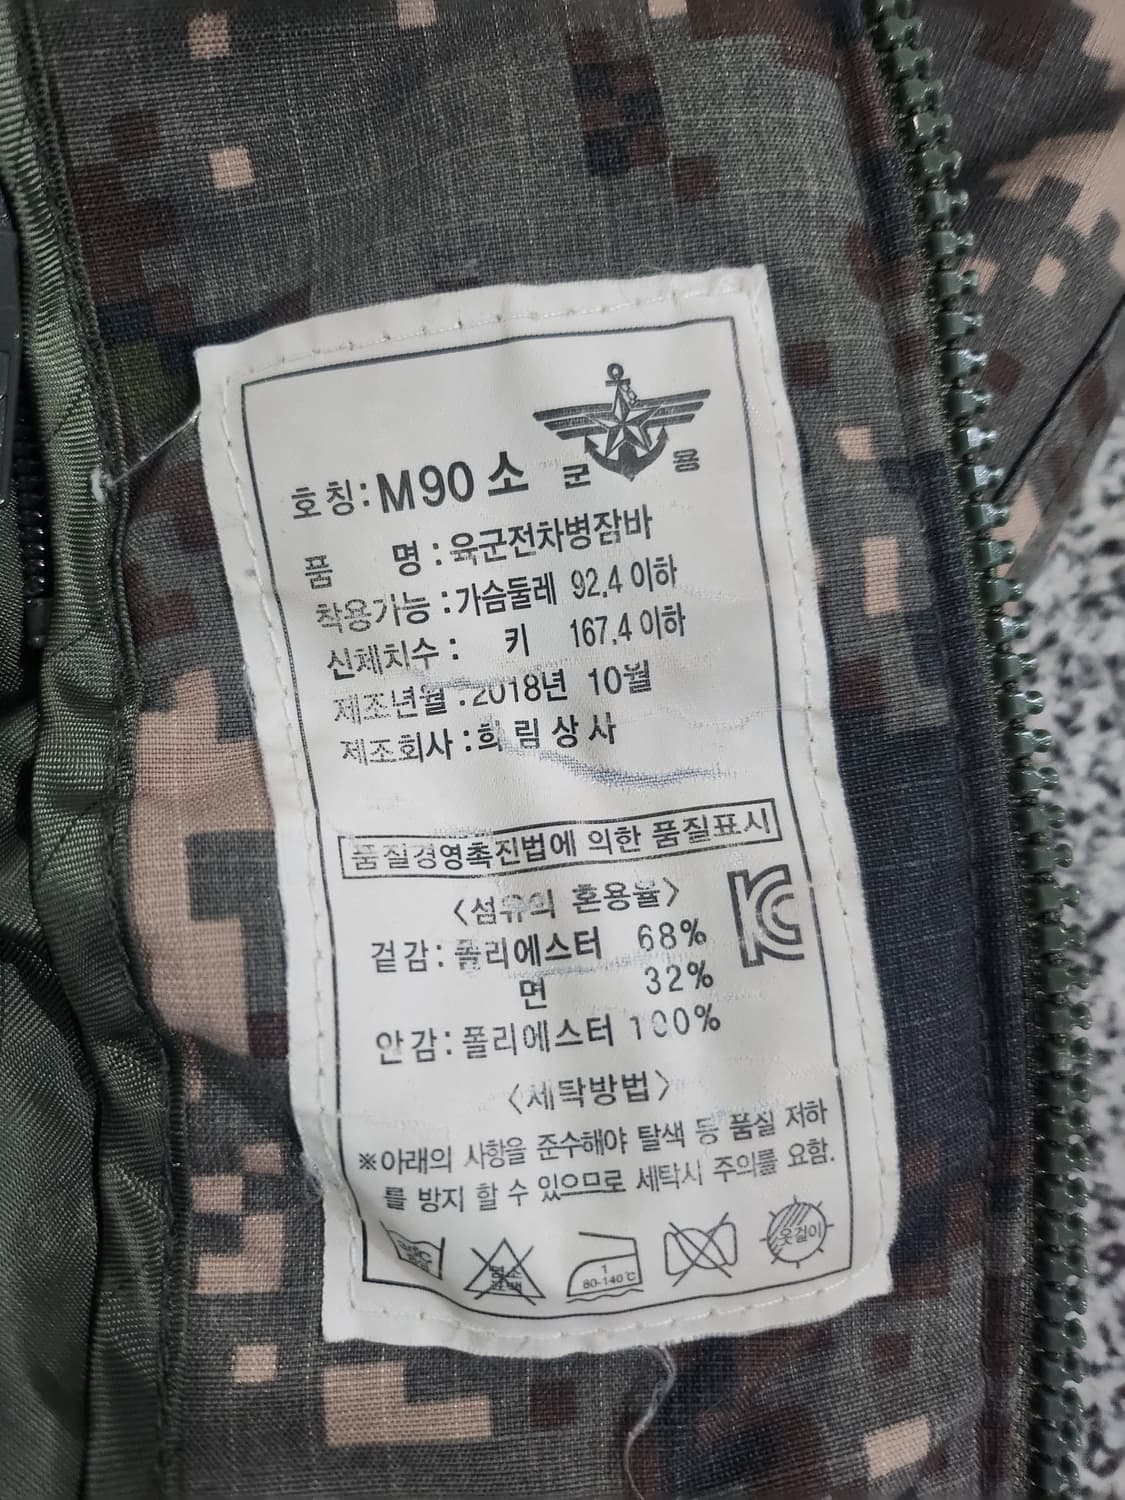 호칭: M90 소 군 용
품 명 : 육군전차병잠바
착용가능 : 가슴둘레 92.4 이하
신체치수 : 키 167.4 이하
제조년월 : 2018년 10월
제조회사 : 희림상사
품질경영촉진법에 의한 품질표시
<섬유의 혼용율>
겉감: 폴리에스터 68%
면 32%
안감: 폴리에스터 100%
<세탁방법>
※아래의 사항을 준수해야 탈색 등 품질 저하
를 방지 할 수 있으므로 세탁시 주의를 요함.
1
80-140℃
옷걸이